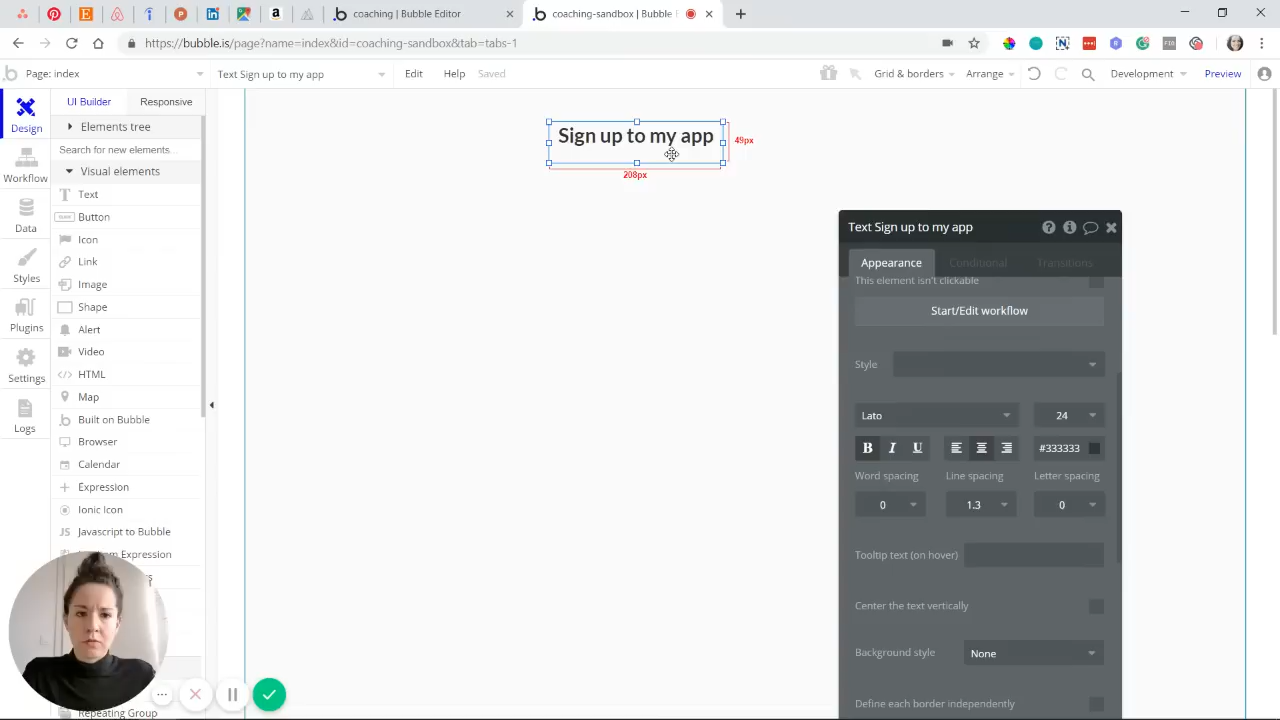 coaching | Bubble Editor
coaching-sandbox | Bubble E
https://bubble.is/page?name=index&id=coaching-sandbox&tab=tabs-1
Page: index
Text Sign up to my app
Edit
Help
Saved
Grid & borders
Arrange
Development
Preview
Design
Workflow
Data
Styles
Plugins
Settings
Logs
UI Builder
Responsive
Elements tree
Search for new elements...
Visual elements
Text
Button
Icon
Link
Image
Shape
Alert
Video
HTML
Map
Built on Bubble
Browser
Calendar
Expression
Ionic Icon
Javascript to Bubble
Expression
Repeating Group
Sign up to my app
49px
208px
Text Sign up to my app
Appearance
Conditional
Transitions
This element isn't clickable
Start/Edit workflow
Style
Lato
24
B I U
#333333
Word spacing
Line spacing
Letter spacing
0
1.3
0
Tooltip text (on hover)
Center the text vertically
Background style
None
Define each border independently